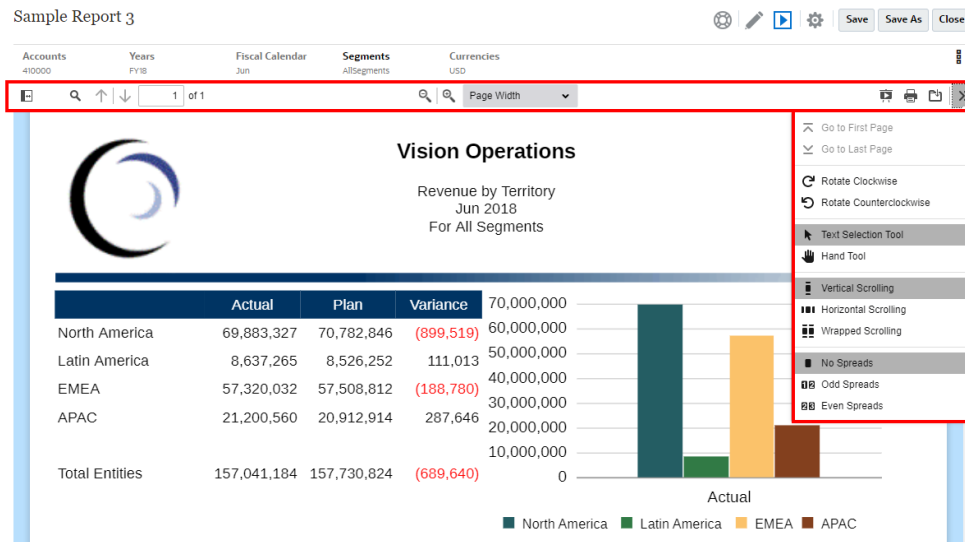 Sample Report 3
Save Save As Close
Accounts Years Fiscal Calendar Segments Currencies
410000 FY18 Jun AllSegments USD
1 of 1 Page Width
Go to First Page
Go to Last Page
Rotate Clockwise
Rotate Counterclockwise
Text Selection Tool
Hand Tool
Vertical Scrolling
Horizontal Scrolling
Wrapped Scrolling
No Spreads
Odd Spreads
Even Spreads
Vision Operations
Revenue by Territory
Jun 2018
For All Segments
Actual Plan Variance
North America 69,883,327 70,782,846 (899,519)
Latin America 8,637,265 8,526,252 111,013
EMEA 57,320,032 57,508,812 (188,780)
APAC 21,200,560 20,912,914 287,646
Total Entities 157,041,184 157,730,824 (689,640)
70,000,000
60,000,000
50,000,000
40,000,000
30,000,000
20,000,000
10,000,000
0
Actual
North America Latin America EMEA APAC